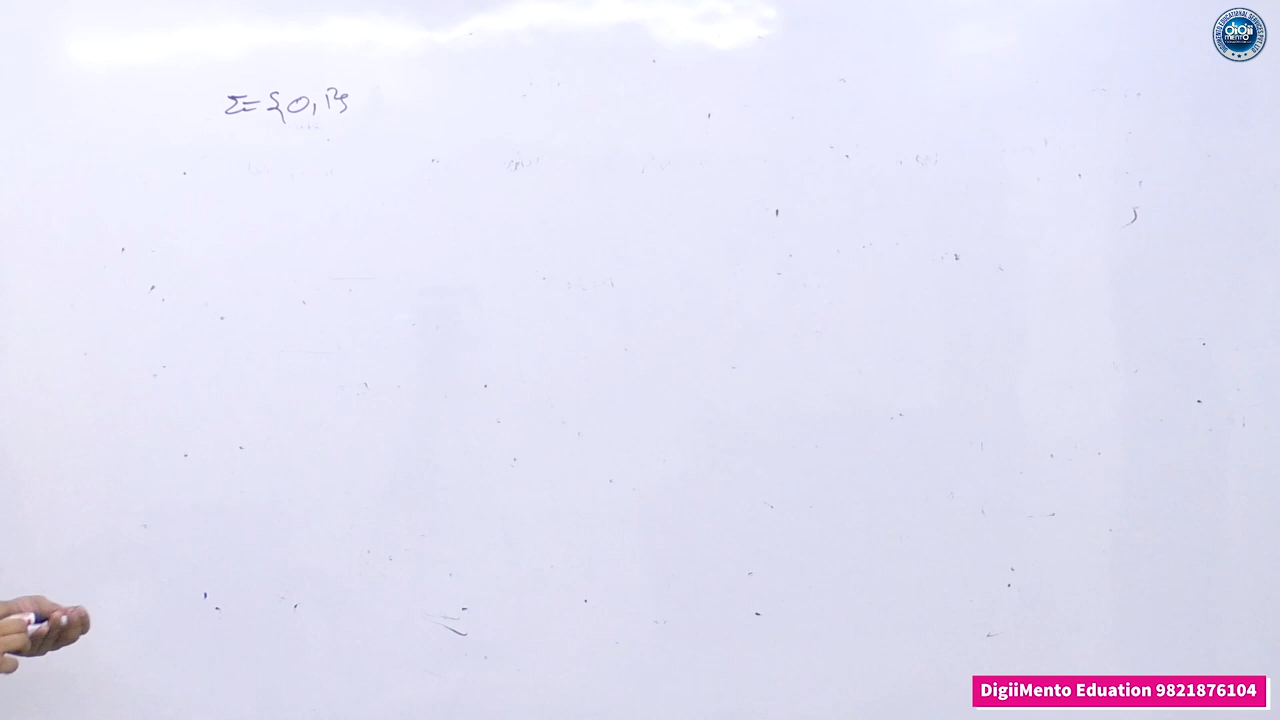 Σ = {0, 1}
DigiiMento Eduation 9821876104